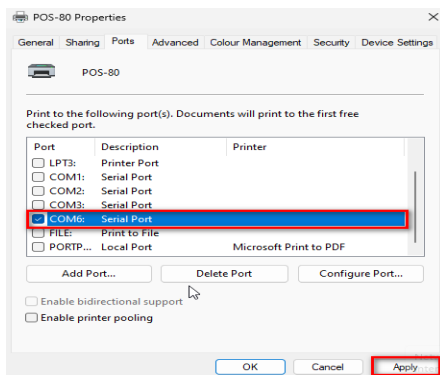 POS-80 Properties
General Sharing Ports Advanced Colour Management Security Device Settings
POS-80
Print to the following port(s). Documents will print to the first free
checked port.
Port Description Printer
LPT3: Printer Port
COM1: Serial Port
COM2: Serial Port
COM3: Serial Port
COM6: Serial Port
FILE: Print to File
PORTP... Local Port Microsoft Print to PDF
Add Port... Delete Port Configure Port...
Enable bidirectional support
Enable printer pooling
OK Cancel Apply